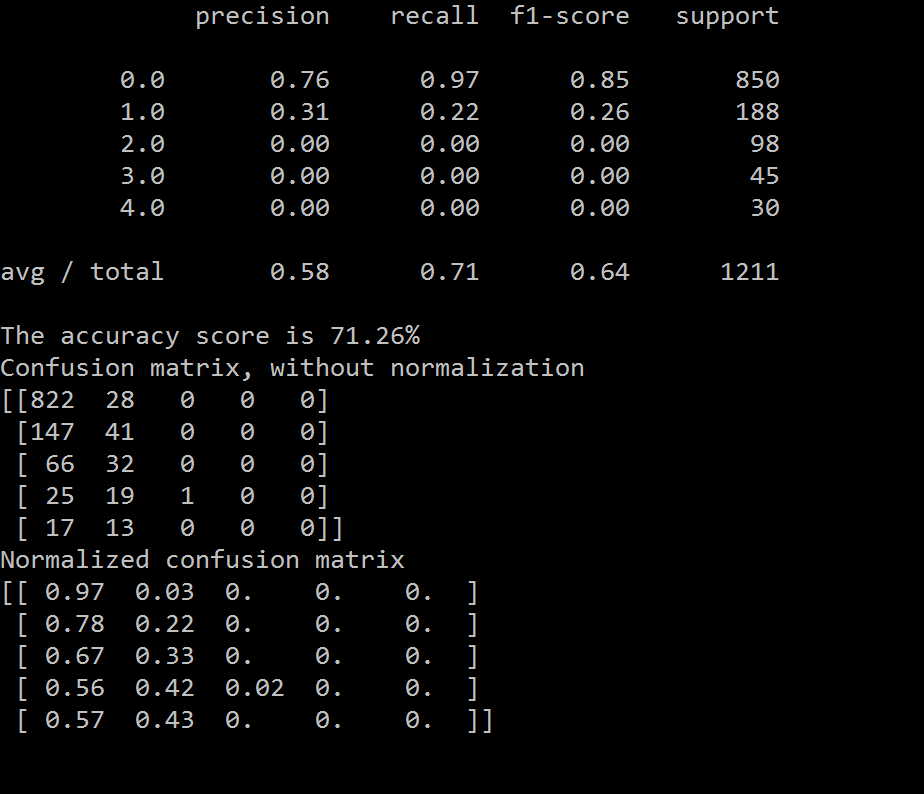 precision    recall  f1-score   support

        0.0       0.76      0.97      0.85       850
        1.0       0.31      0.22      0.26       188
        2.0       0.00      0.00      0.00        98
        3.0       0.00      0.00      0.00        45
        4.0       0.00      0.00      0.00        30

avg / total       0.58      0.71      0.64      1211

The accuracy score is 71.26%
Confusion matrix, without normalization
[[822  28   0   0   0]
 [147  41   0   0   0]
 [ 66  32   0   0   0]
 [ 25  19   1   0   0]
 [ 17  13   0   0   0]]
Normalized confusion matrix
[[ 0.97  0.03  0.    0.    0.  ]
 [ 0.78  0.22  0.    0.    0.  ]
 [ 0.67  0.33  0.    0.    0.  ]
 [ 0.56  0.42  0.02  0.    0.  ]
 [ 0.57  0.43  0.    0.    0.  ]]